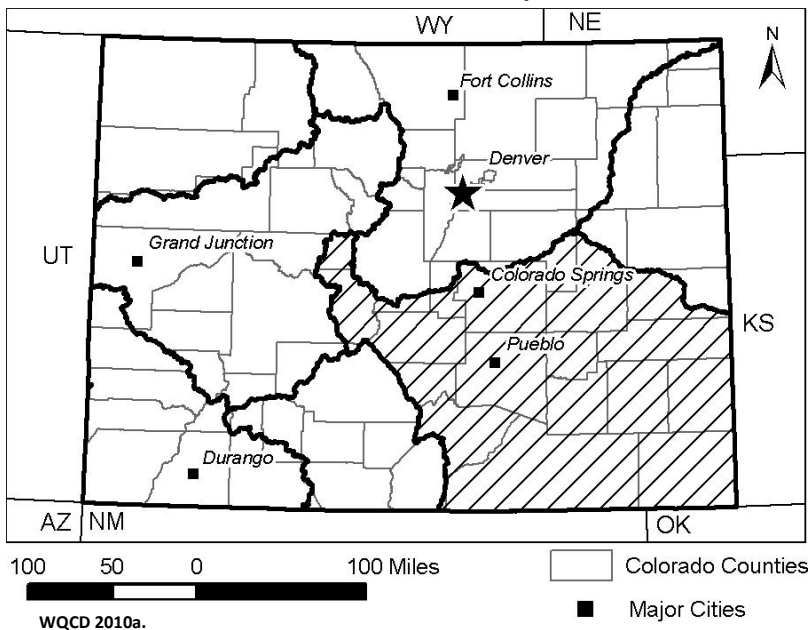 WY
NE
N
Fort Collins
Denver
UT
Grand Junction
Colorado Springs
KS
Pueblo
Durango
AZ
NM
OK
100 50 0 100 Miles
Colorado Counties
Major Cities
WQCD 2010a.